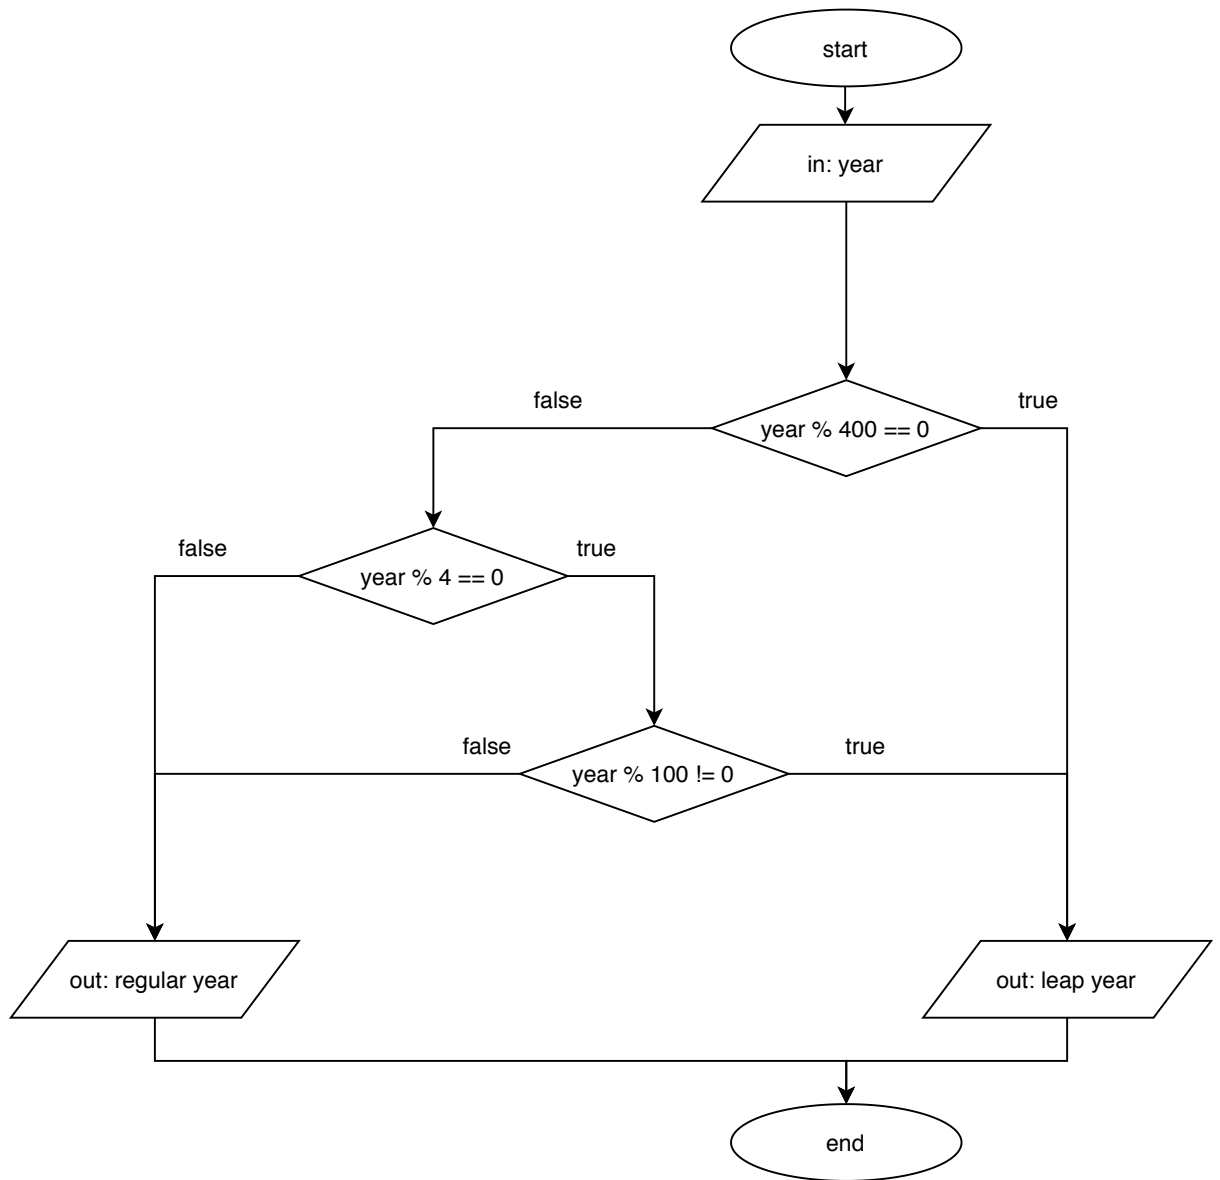 start
in: year
false
true
year % 400 == 0
false
true
year % 4 == 0
false
true
year % 100 != 0
out: regular year
out: leap year
end